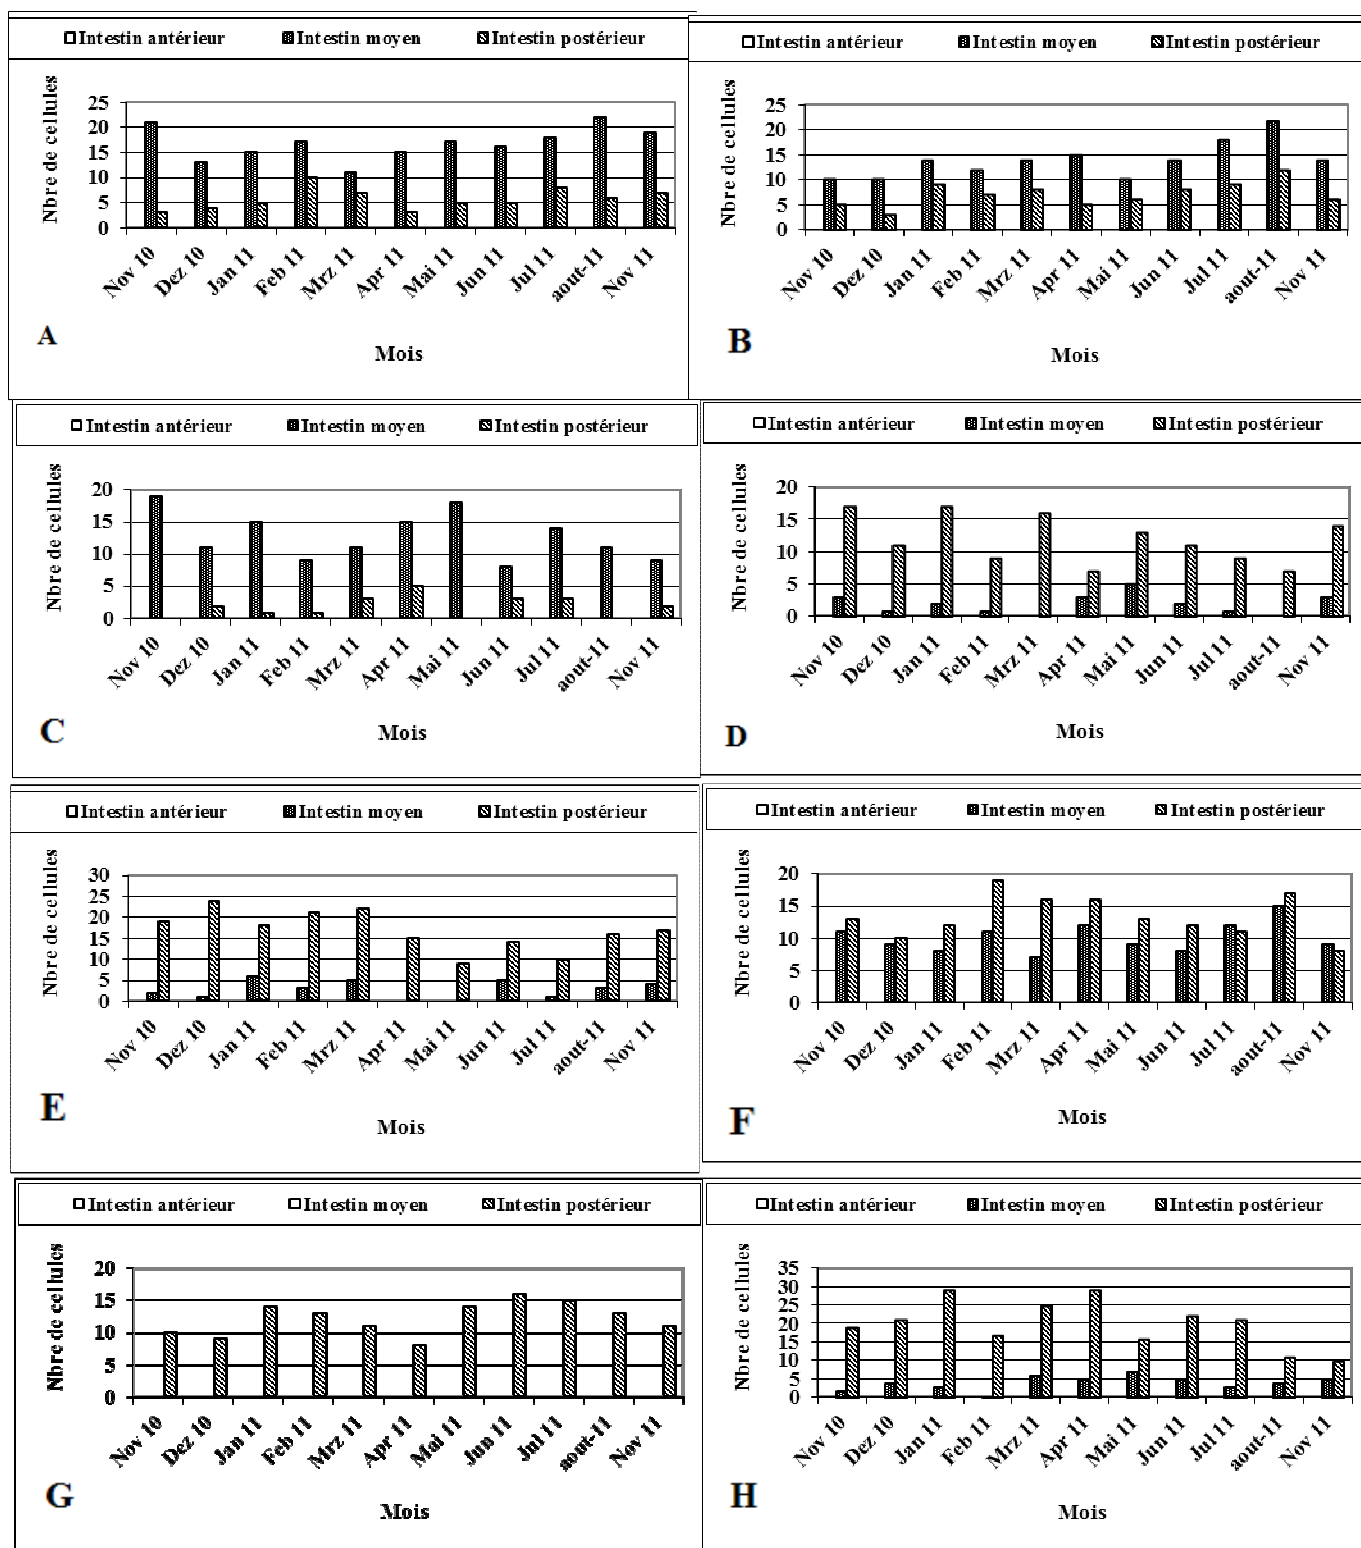 Intestin antérieur Intestin moyen Intestin postérieur
Nbre de cellules
25
20
15
10
5
0
Nov 10 Dez 10 Jan 11 Feb 11 Mrz 11 Apr 11 Mai 11 Jun 11 Jul 11 aout-11 Nov 11
A
Mois
Intestin antérieur Intestin moyen Intestin postérieur
Nbre de cellules
25
20
15
10
5
0
Nov 10 Dez 10 Jan 11 Feb 11 Mrz 11 Apr 11 Mai 11 Jun 11 Jul 11 aout-11 Nov 11
B
Mois
Intestin antérieur Intestin moyen Intestin postérieur
Nbre de cellules
20
15
10
5
0
Nov 10 Dez 10 Jan 11 Feb 11 Mrz 11 Apr 11 Mai 11 Jun 11 Jul 11 aout-11 Nov 11
C
Mois
Intestin antérieur Intestin moyen Intestin postérieur
Nbre de cellules
20
15
10
5
0
Nov 10 Dez 10 Jan 11 Feb 11 Mrz 11 Apr 11 Mai 11 Jun 11 Jul 11 aout-11 Nov 11
D
Mois
Intestin antérieur Intestin moyen Intestin postérieur
Nbre de cellules
30
25
20
15
10
5
0
Nov 10 Dez 10 Jan 11 Feb 11 Mrz 11 Apr 11 Mai 11 Jun 11 Jul 11 aout-11 Nov 11
E
Mois
Intestin antérieur Intestin moyen Intestin postérieur
Nbre de cellules
20
15
10
5
0
Nov 10 Dez 10 Jan 11 Feb 11 Mrz 11 Apr 11 Mai 11 Jun 11 Jul 11 aout-11 Nov 11
F
Mois
Intestin antérieur Intestin moyen Intestin postérieur
Nbre de cellules
20
15
10
5
0
Nov 10 Dez 10 Jan 11 Feb 11 Mrz 11 Apr 11 Mai 11 Jun 11 Jul 11 aout-11 Nov 11
G
Mois
Intestin antérieur Intestin moyen Intestin postérieur
Nbre de cellules
35
30
25
20
15
10
5
0
Nov 10 Dez 10 Jan 11 Feb 11 Mrz 11 Apr 11 Mai 11 Jun 11 Jul 11 aout-11 Nov 11
H
Mois